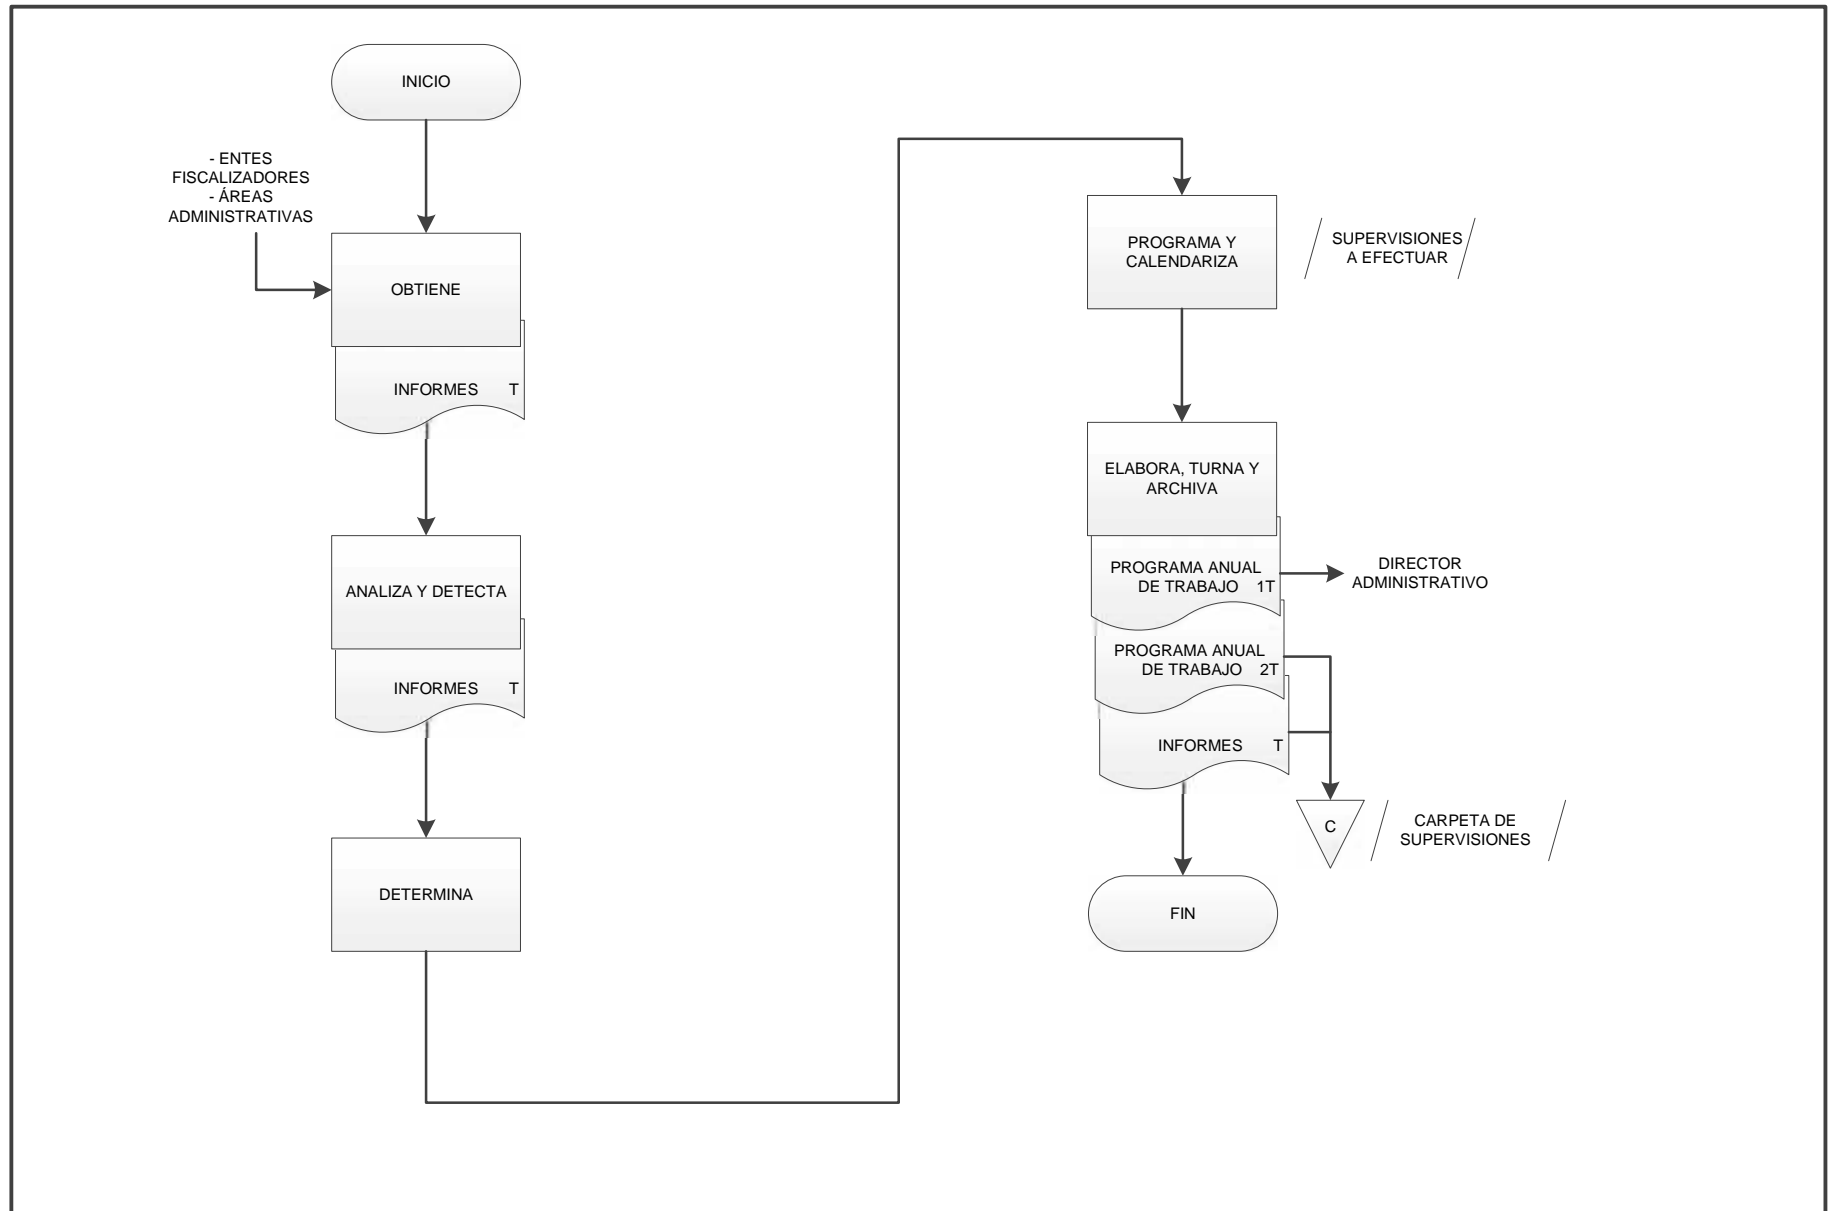 INICIO
- ENTES
FISCALIZADORES
- ÁREAS
ADMINISTRATIVAS
OBTIENE
INFORMES T
ANALIZA Y DETECTA
INFORMES T
DETERMINA
PROGRAMA Y
CALENDARIZA
SUPERVISIONES
A EFECTUAR
ELABORA, TURNA Y
ARCHIVA
PROGRAMA ANUAL
DE TRABAJO 1T
DIRECTOR
ADMINISTRATIVO
PROGRAMA ANUAL
DE TRABAJO 2T
INFORMES T
C
CARPETA DE
SUPERVISIONES
FIN